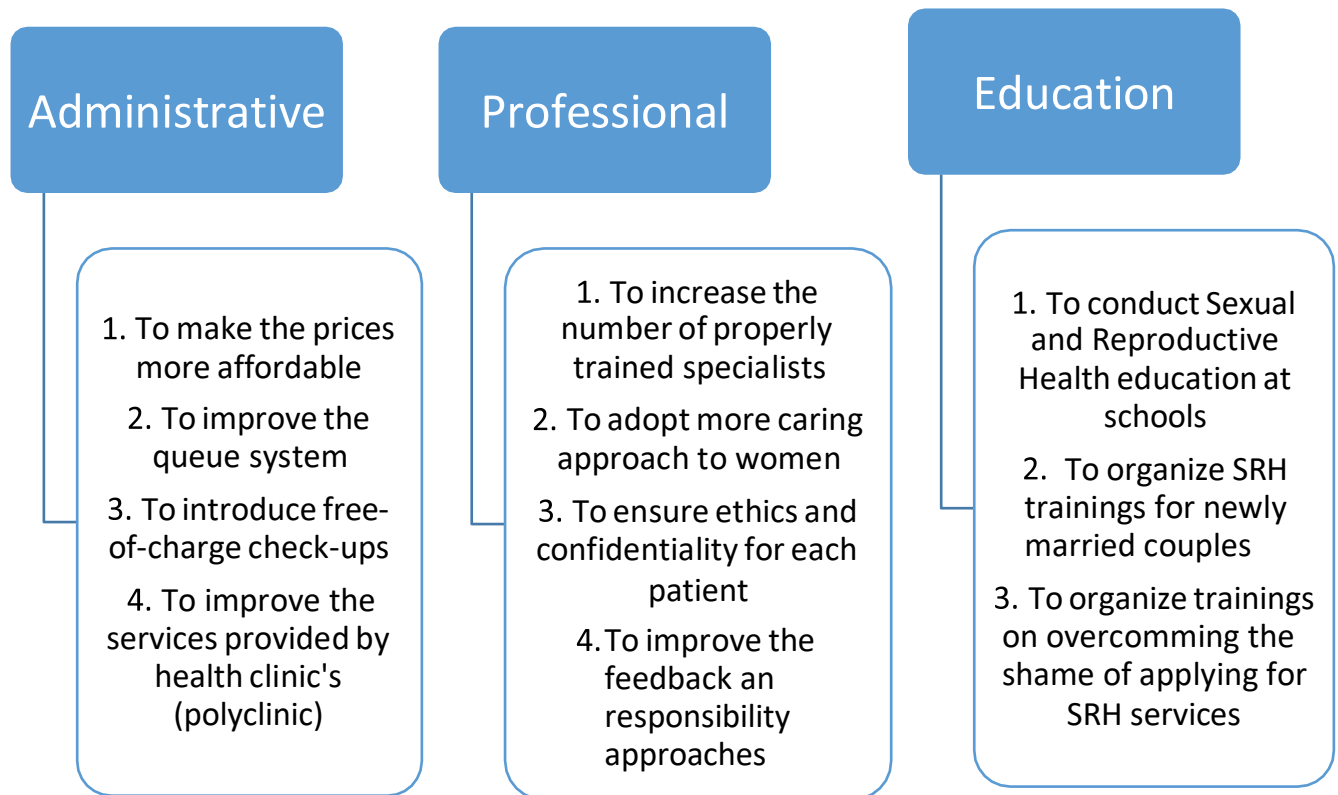 Administrative
1. To make the prices
more affordable
2. To improve the
queue system
3. To introduce free-
of-charge check-ups
4. To improve the
services provided by
health clinic's
(polyclinic)
Professional
1. To increase the
number of properly
trained specialists
2. To adopt more caring
approach to women
3. To ensure ethics and
confidentiality for each
patient
4. To improve the
feedback an
responsibility
approaches
Education
1. To conduct Sexual
and Reproductive
Health education at
schools
2. To organize SRH
trainings for newly
married couples
3. To organize trainings
on overcomming the
shame of applying for
SRH services